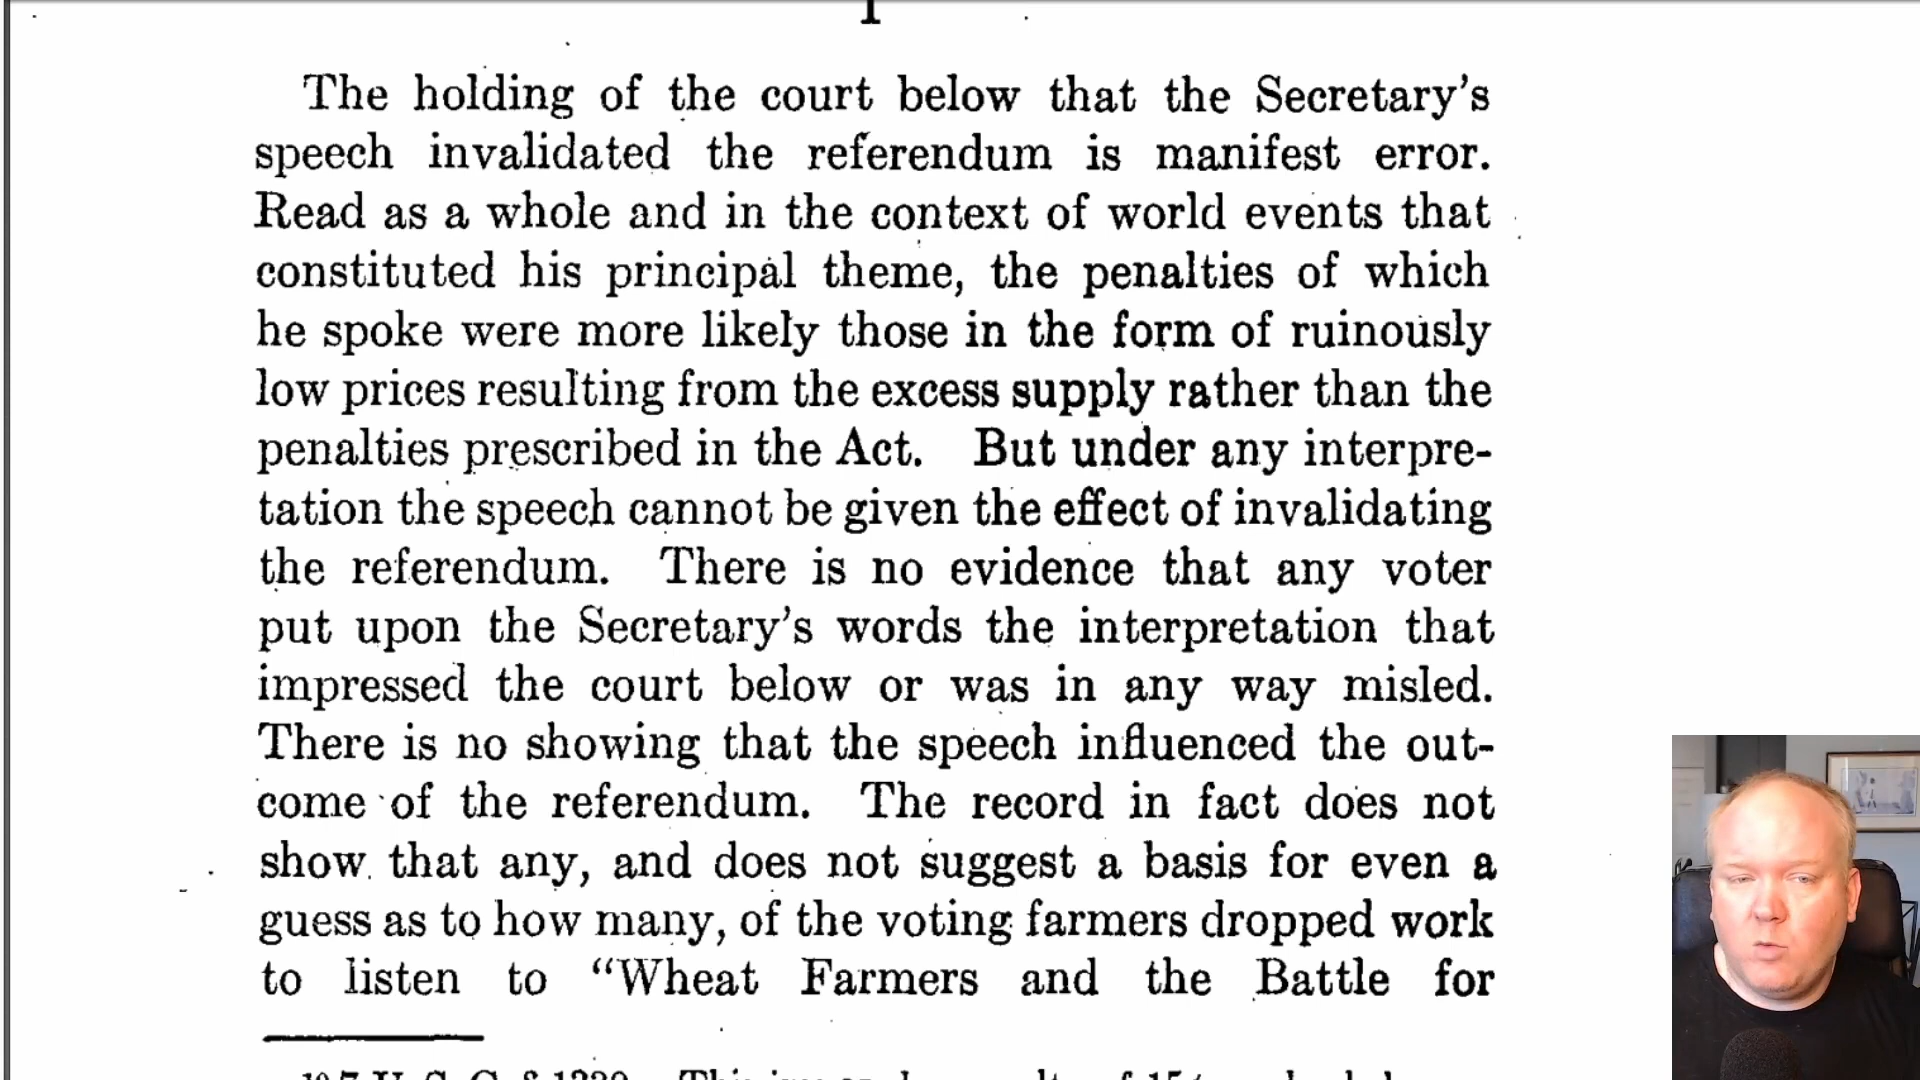 I
The holding of the court below that the Secretary's
speech invalidated the referendum is manifest error.
Read as a whole and in the context of world events that
constituted his principal theme, the penalties of which
he spoke were more likely those in the form of ruinously
low prices resulting from the excess supply rather than the
penalties prescribed in the Act. But under any interpre-
tation the speech cannot be given the effect of invalidating
the referendum. There is no evidence that any voter
put upon the Secretary's words the interpretation that
impressed the court below or was in any way misled.
There is no showing that the speech influenced the out-
come of the referendum. The record in fact does not
show that any, and does not suggest a basis for even a
guess as to how many, of the voting farmers dropped work
to listen to “Wheat Farmers and the Battle for